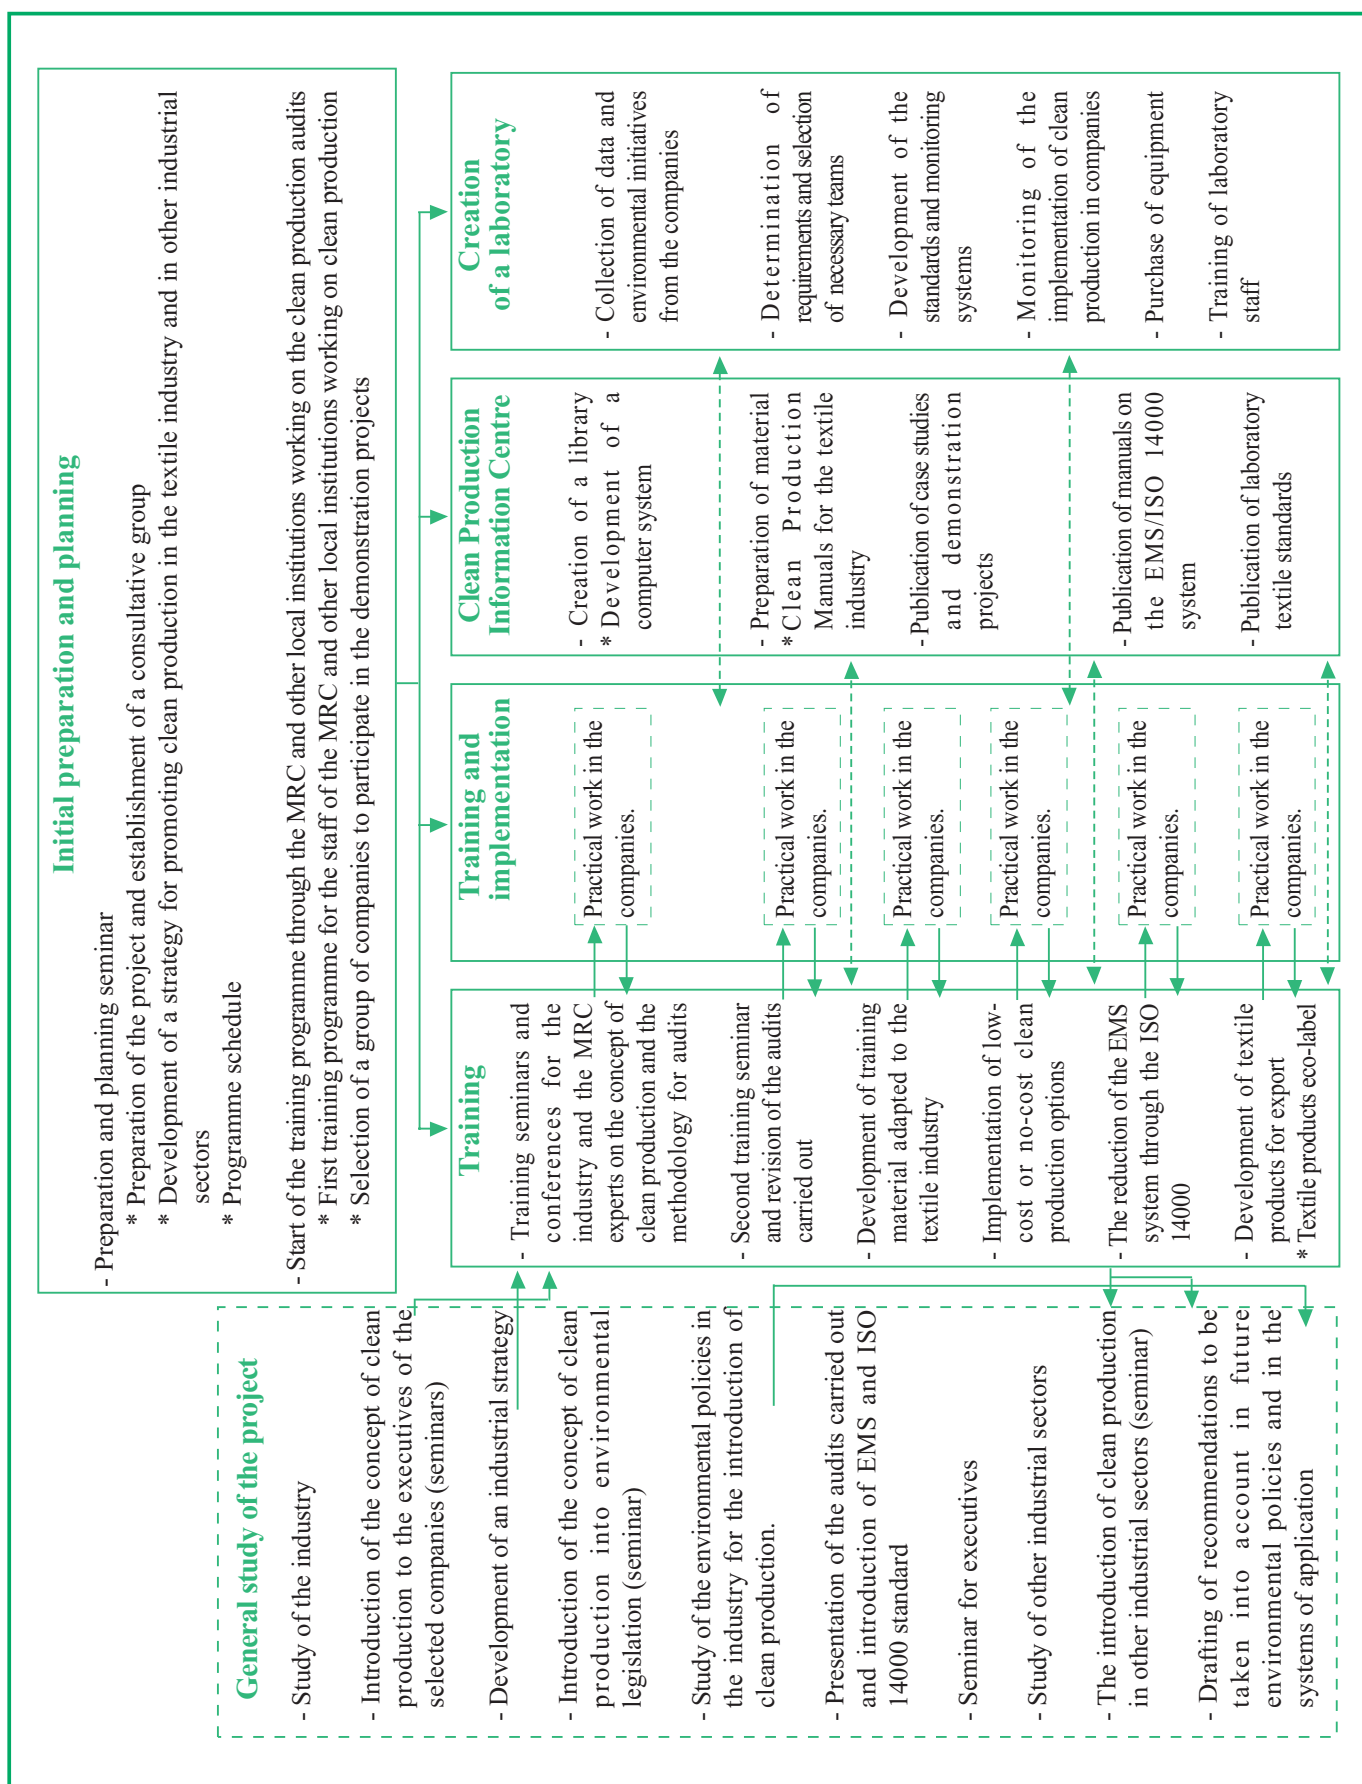 Initial preparation and planning
- Preparation and planning seminar
* Preparation of the project and establishment of a consultative group
* Development of a strategy for promoting clean production in the textile industry and in other industrial
sectors
* Programme schedule
- Start of the training programme through the MRC and other local institutions working on the clean production audits
* First training programme for the staff of the MRC and other local institutions working on clean production
* Selection of a group of companies to participate in the demonstration projects
General study of the project
- Study of the industry
- Introduction of the concept of clean
production to the executives of the
selected companies (seminars)
- Development of an industrial strategy
- Introduction of the concept of clean
production into environmental
legislation (seminar)
- Study of the environmental policies in
the industry for the introduction of
clean production.
- Presentation of the audits carried out
and introduction of EMS and ISO
14000 standard
- Seminar for executives
- Study of other industrial sectors
- The introduction of clean production
in other industrial sectors (seminar)
- Drafting of recommendations to be
taken into account in future
environmental policies and in the
systems of application
Training
- Training seminars and
conferences for the
industry and the MRC
experts on the concept of
clean production and the
methodology for audits
- Second training seminar
and revision of the audits
carried out
- Development of training
material adapted to the
textile industry
- Implementation of low-
cost or no-cost clean
production options
- The reduction of the EMS
system through the ISO
14000
- Development of textile
products for export
* Textile products eco-label
Training and
implementation
Practical work in the
companies.
Practical work in the
companies.
Practical work in the
companies.
Practical work in the
companies.
Practical work in the
companies.
Practical work in the
companies.
Clean Production
Information Centre
- Creation of a library
* Development of a
computer system
- Preparation of material
* Clean Production
Manuals for the textile
industry
- Publication of case studies
and demonstration
projects
- Publication of manuals on
the EMS/ISO 14000
system
- Publication of laboratory
textile standards
Creation
of a laboratory
- Collection of data and
environmental initiatives
from the companies
- Determination of
requirements and selection
of necessary teams
- Development of the
standards and monitoring
systems
- Monitoring of the
implementation of clean
production in companies
- Purchase of equipment
- Training of laboratory
staff